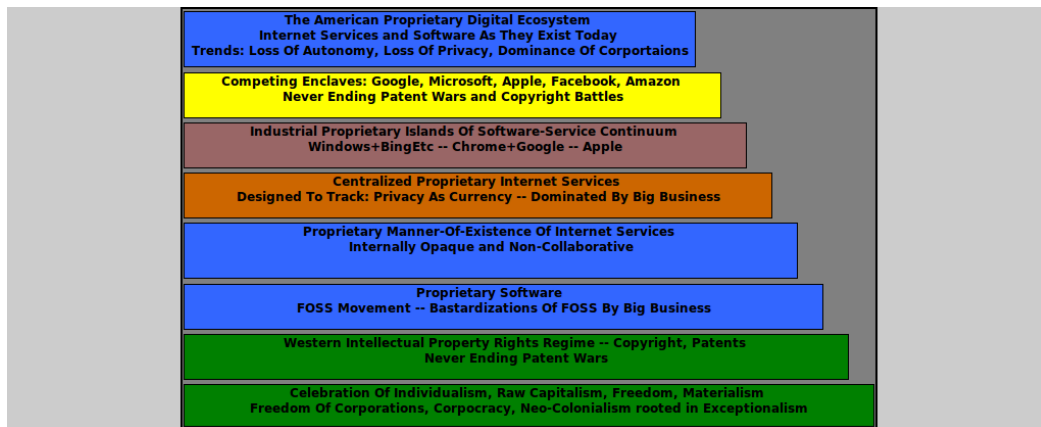 The American Proprietary Digital Ecosystem
Internet Services and Software As They Exist Today
Trends: Loss Of Autonomy, Loss Of Privacy, Dominance Of Corportaions
Competing Enclaves: Google, Microsoft, Apple, Facebook, Amazon
Never Ending Patent Wars and Copyright Battles
Industrial Proprietary Islands Of Software-Service Continuum
Windows+BingEtc -- Chrome+Google -- Apple
Centralized Proprietary Internet Services
Designed To Track: Privacy As Currency -- Dominated By Big Business
Proprietary Manner-Of-Existence Of Internet Services
Internally Opaque and Non-Collaborative
Proprietary Software
FOSS Movement -- Bastardizations Of FOSS By Big Business
Western Intellectual Property Rights Regime -- Copyright, Patents
Never Ending Patent Wars
Celebration Of Individualism, Raw Capitalism, Freedom, Materialism
Freedom Of Corporations, Corpocracy, Neo-Colonialism rooted in Exceptionalism